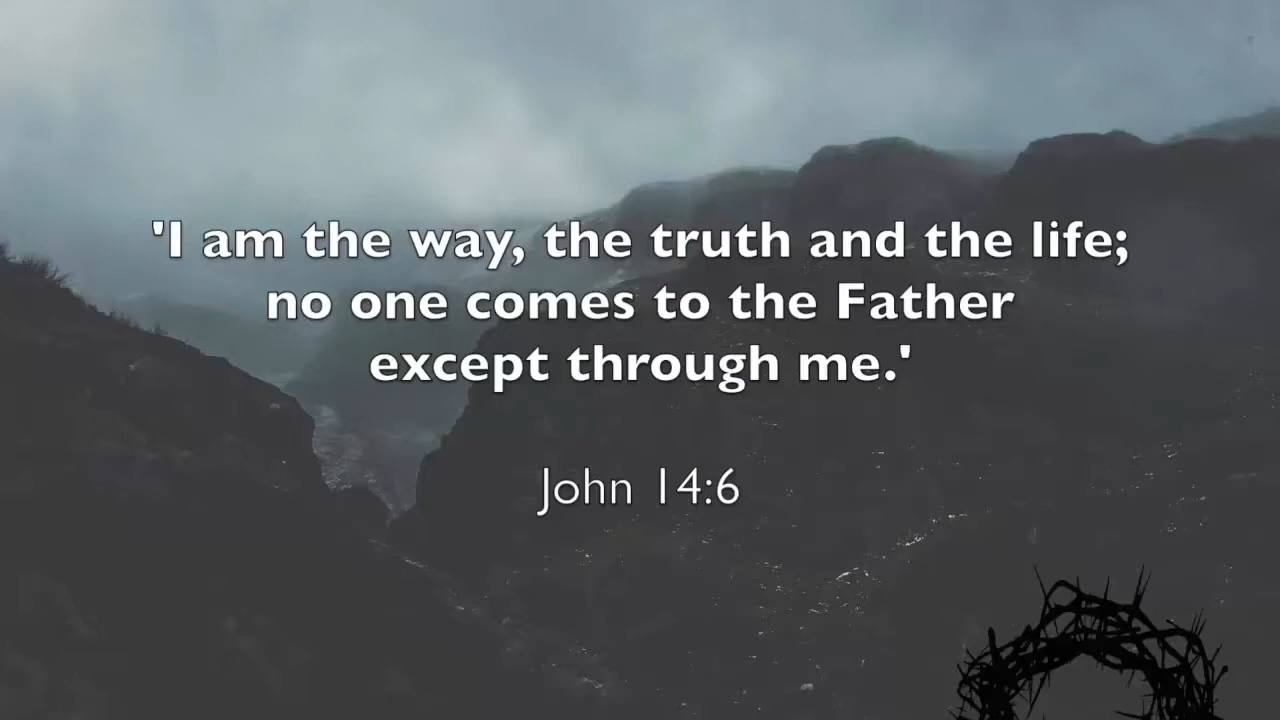 'I am the way, the truth and the life;
no one comes to the Father
except through me.'
John 14:6